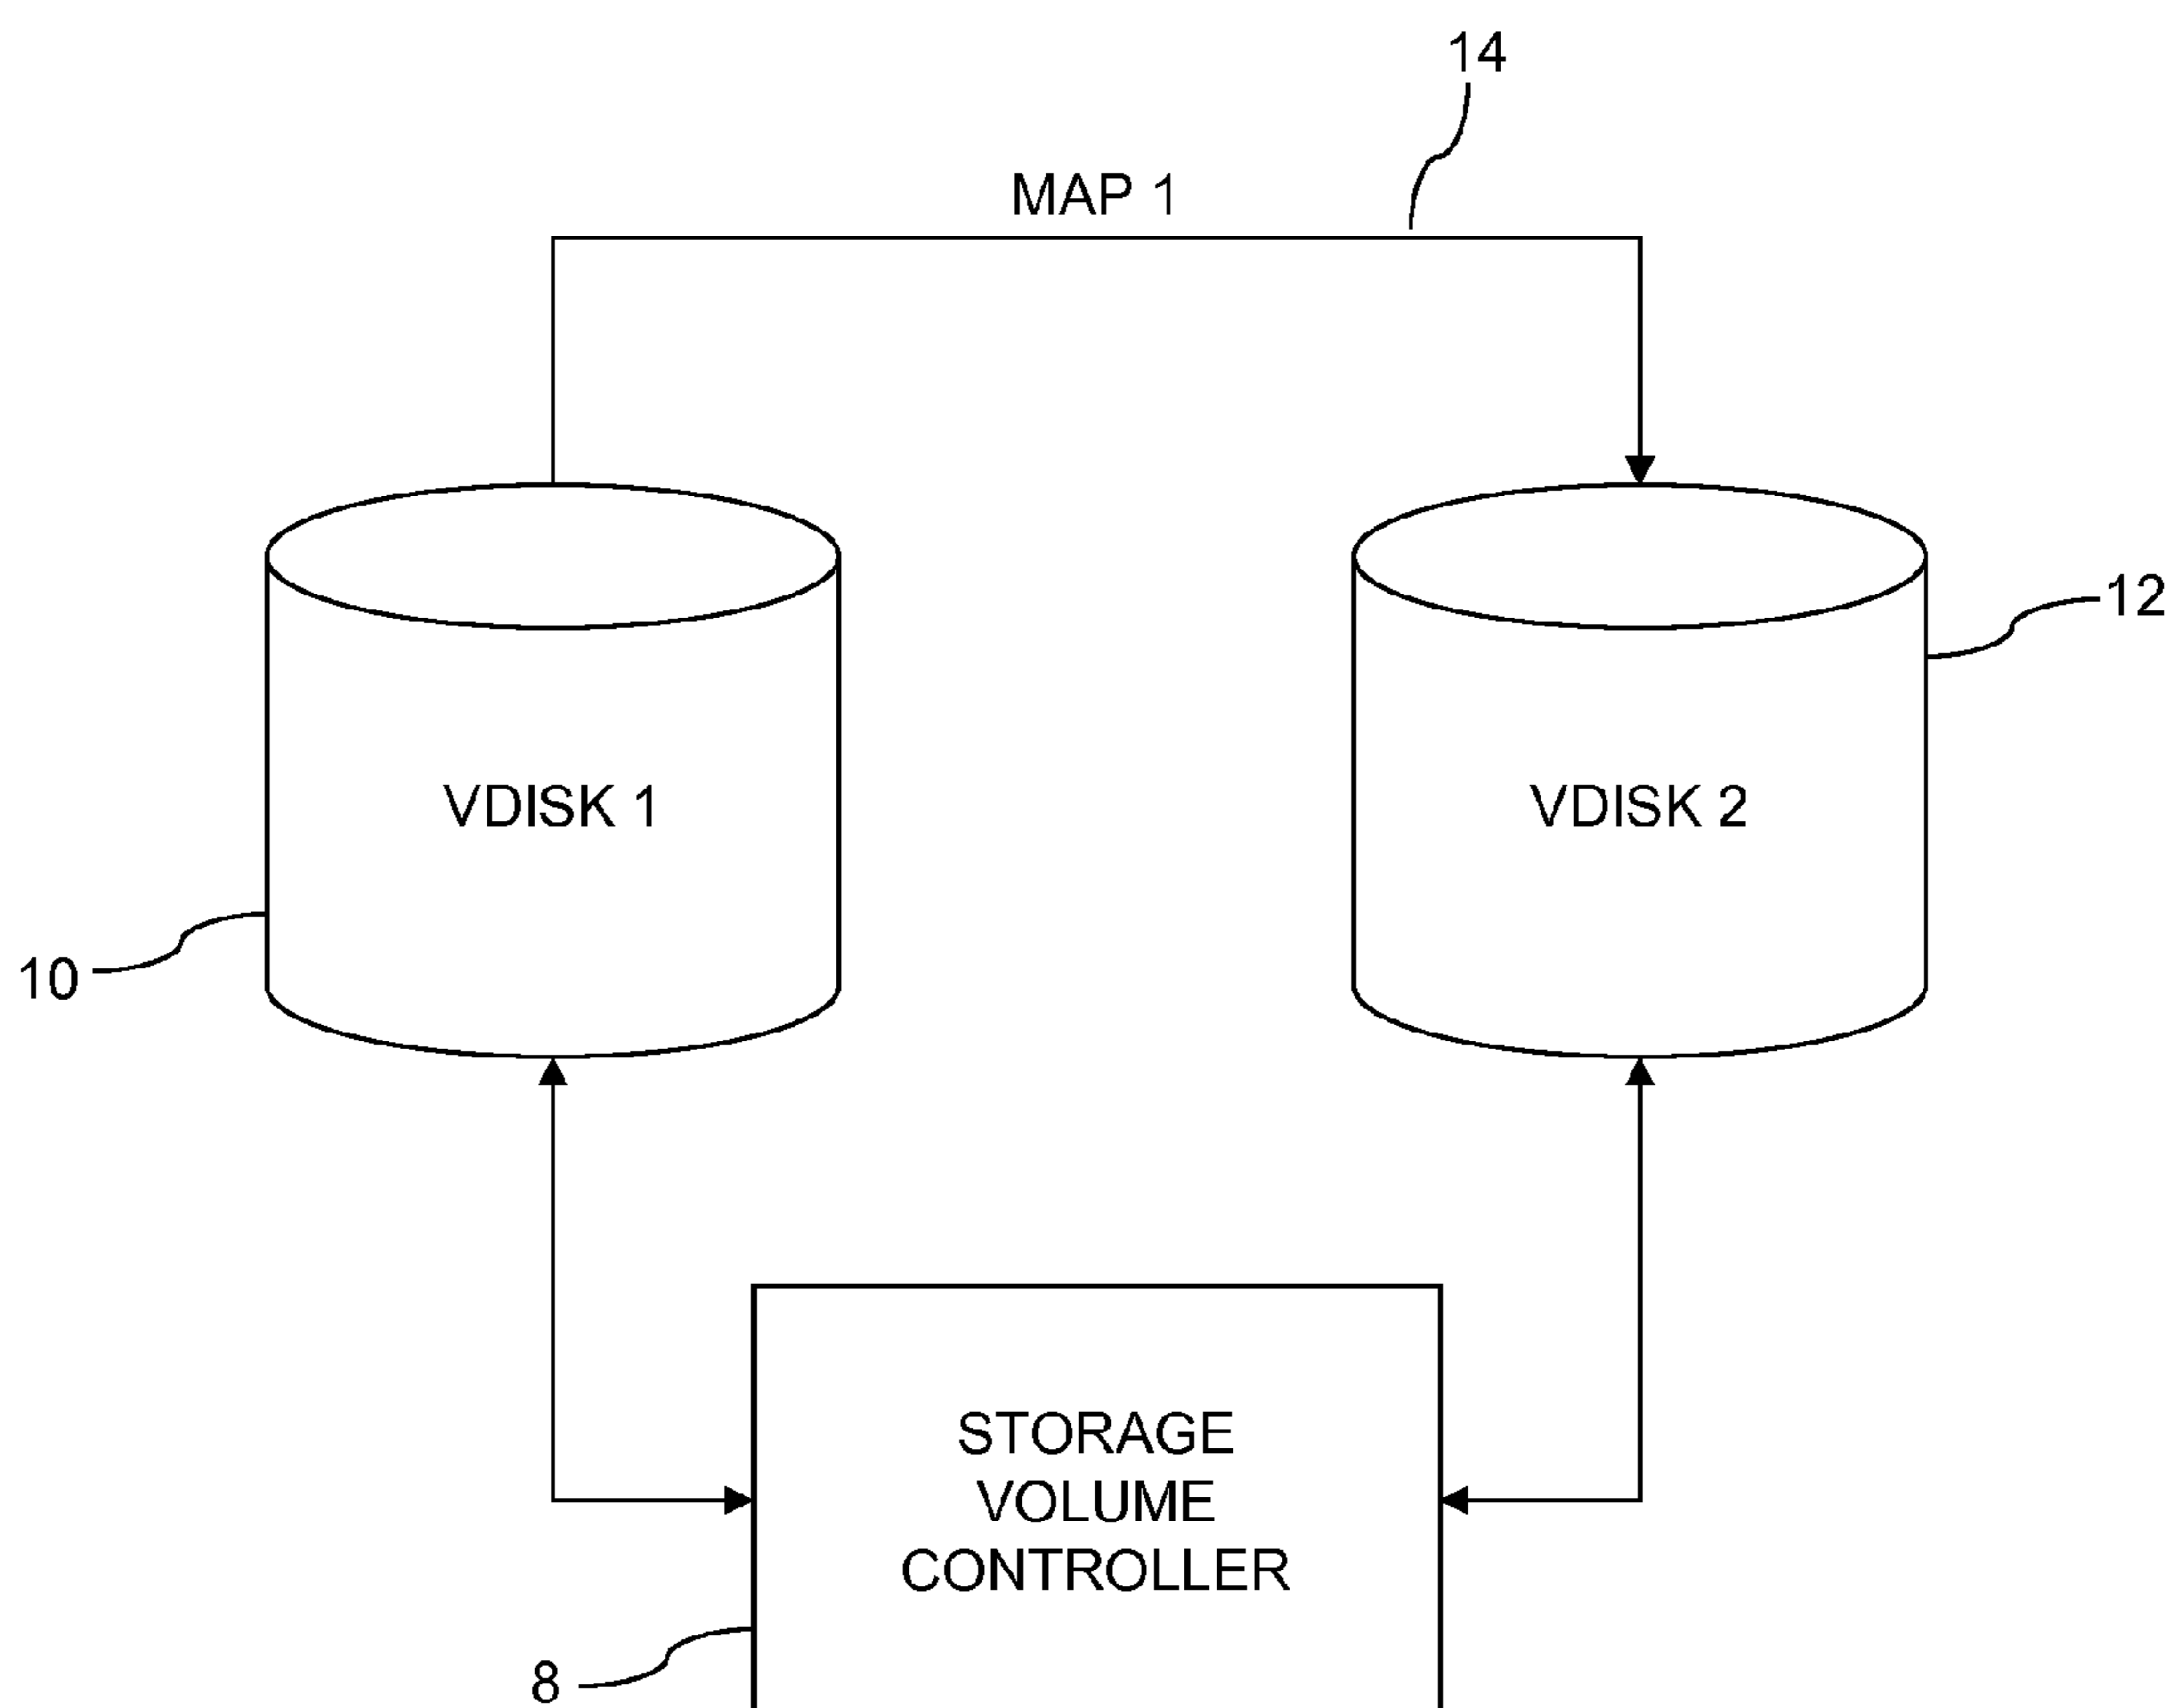 14
MAP 1
12
VDISK 1
VDISK 2
10
STORAGE
VOLUME
CONTROLLER
8